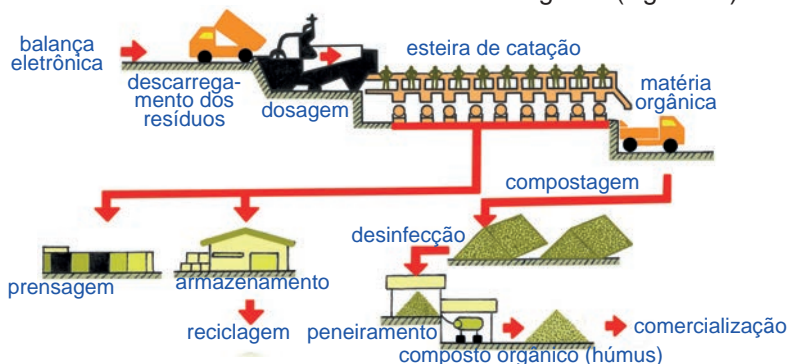 balança
eletrônica
descarrega-
mento dos
resíduos
dosagem
esteira de catação
matéria
orgânica
compostagem
desinfecção
prensagem
armazenamento
reciclagem
peneiramento
comercialização
composto orgânico (húmus)